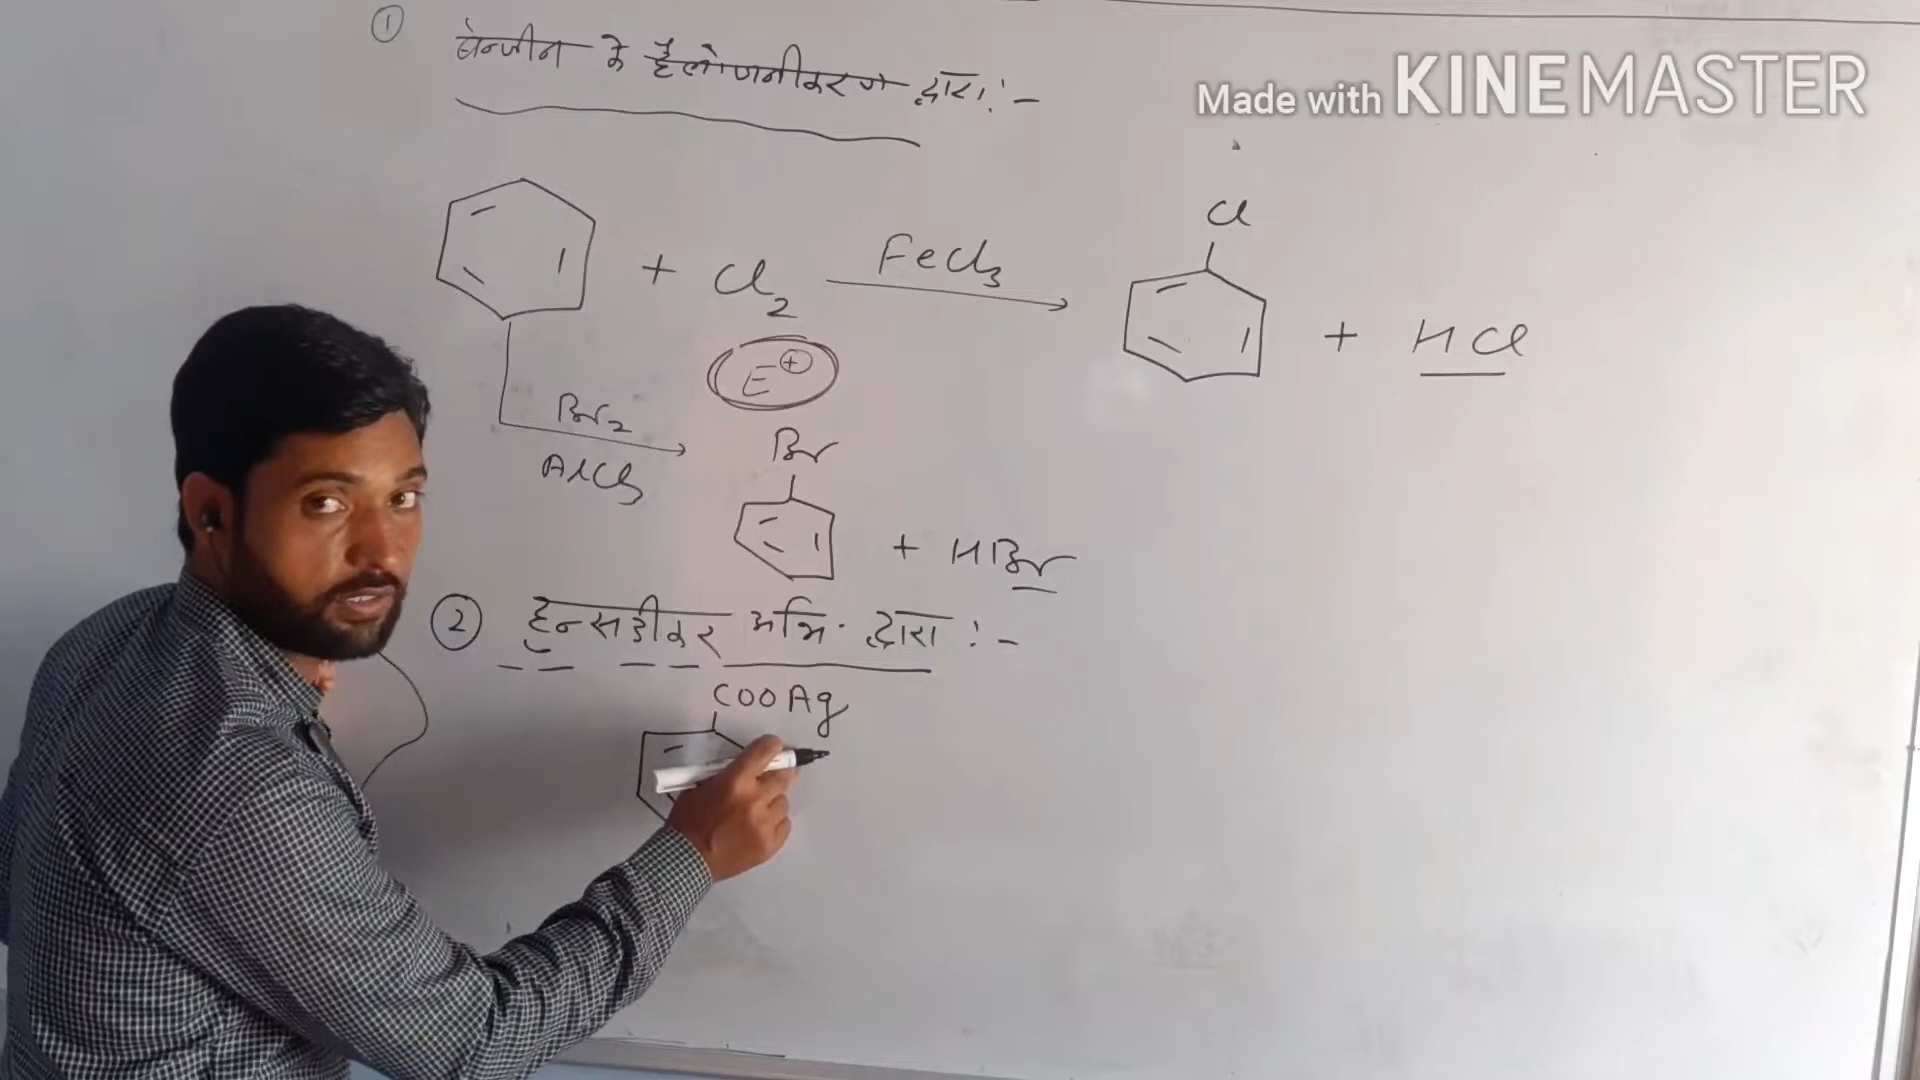 ① बेन्जीन के हैलोजनीकरण द्वारा:-
Made with KINEMASTER
Cl
+ Cl2 FeCl3 + HCl
E⊕
Br2
AlCl3
Br
+ HBr
② हुन्सडीकर अभि. द्वारा :-
COOAg